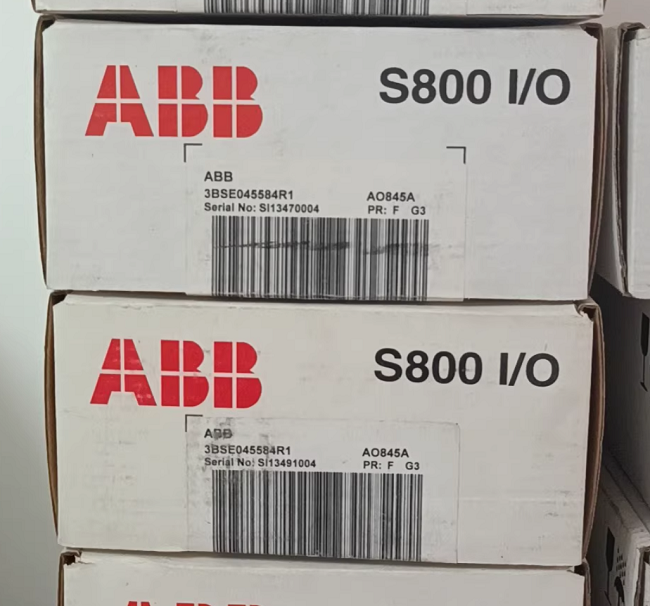 ABB
S800 I/O
ABB
3BSE045584R1 AO845A
Serial No: SI13470004 PR: F G3
ABB
S800 I/O
ABB
3BSE045584R1 AO845A
Serial No: SI13491004 PR: F G3